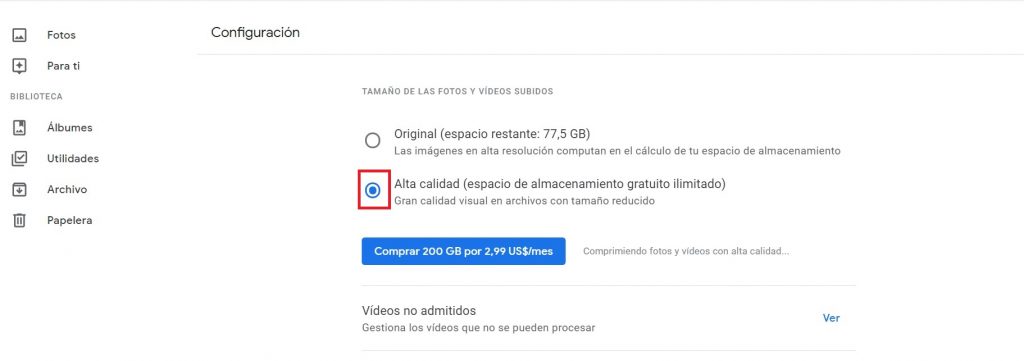 Fotos
Para ti
BIBLIOTECA
Álbumes
Utilidades
Archivo
Papelera
Configuración
TAMAÑO DE LAS FOTOS Y VÍDEOS SUBIDOS
Original (espacio restante: 77,5 GB)
Las imágenes en alta resolución computan en el cálculo de tu espacio de almacenamiento
Alta calidad (espacio de almacenamiento gratuito ilimitado)
Gran calidad visual en archivos con tamaño reducido
Comprar 200 GB por 2,99 US$/mes
Comprimiendo fotos y vídeos con alta calidad...
Vídeos no admitidos
Gestiona los vídeos que no se pueden procesar
Ver